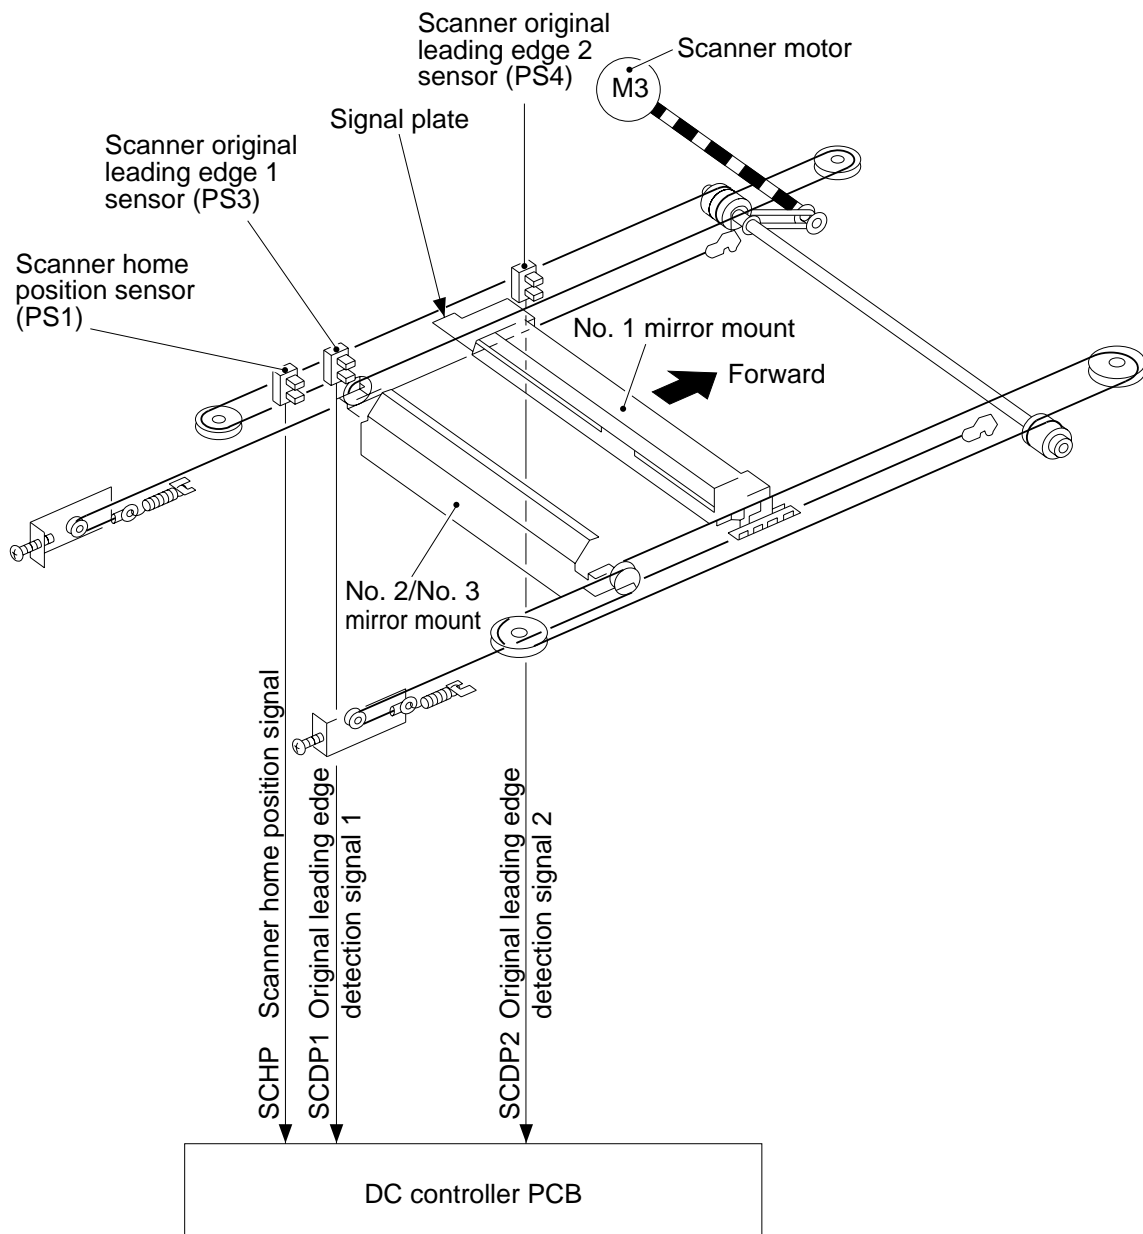 Scanner original
leading edge 2
sensor (PS4)
Scanner motor
M3
Signal plate
Scanner original
leading edge 1
sensor (PS3)
Scanner home
position sensor
(PS1)
No. 1 mirror mount
Forward
No. 2/No. 3
mirror mount
SCHP Scanner home position signal
SCDP1 Original leading edge
detection signal 1
SCDP2 Original leading edge
detection signal 2
DC controller PCB